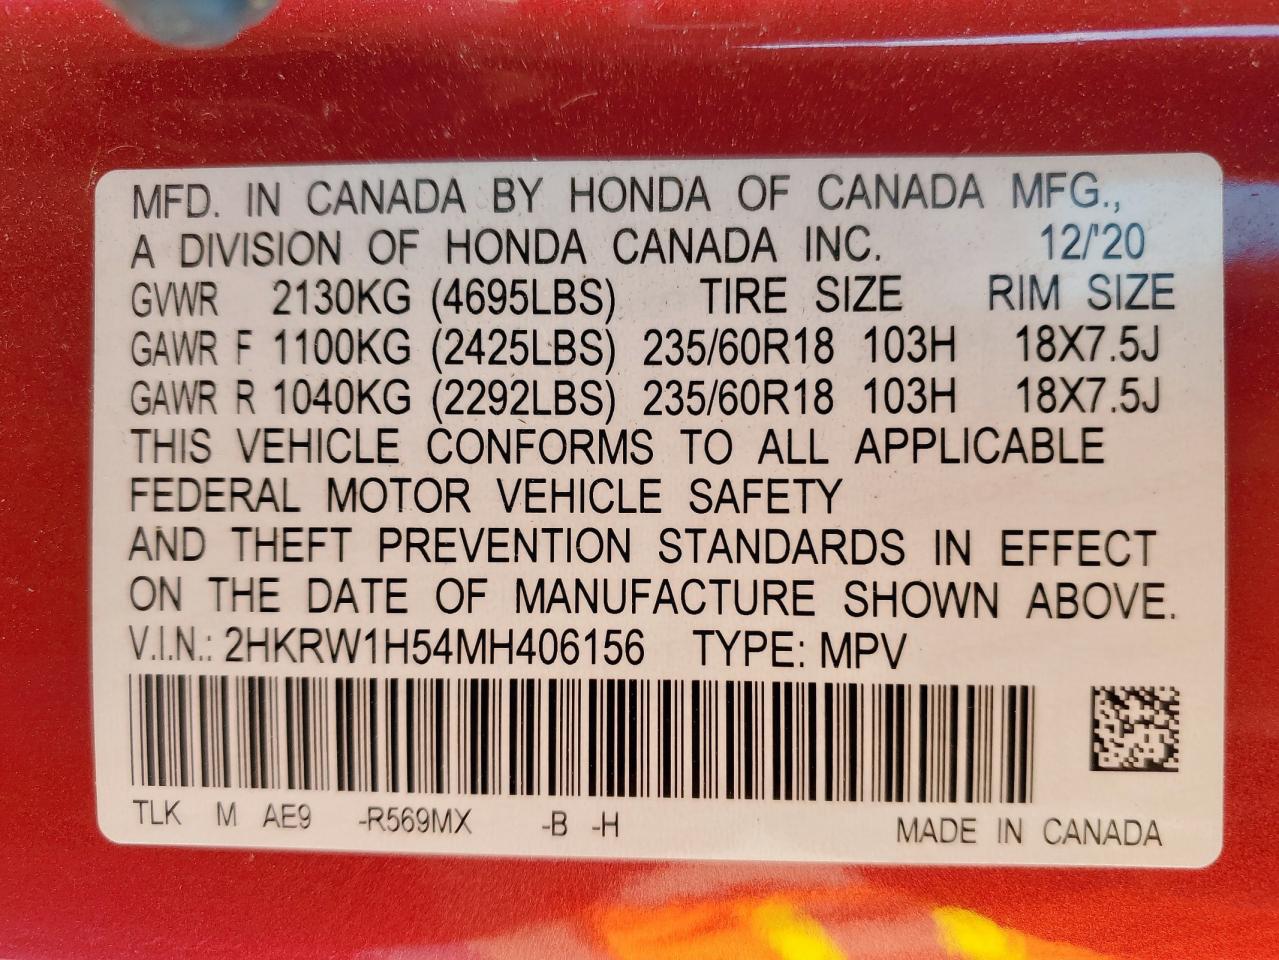 MFD. IN CANADA BY HONDA OF CANADA MFG.,
A DIVISION OF HONDA CANADA INC. 12/'20
GVWR 2130KG (4695LBS) TIRE SIZE RIM SIZE
GAWR F 1100KG (2425LBS) 235/60R18 103H 18X7.5J
GAWR R 1040KG (2292LBS) 235/60R18 103H 18X7.5J
THIS VEHICLE CONFORMS TO ALL APPLICABLE
FEDERAL MOTOR VEHICLE SAFETY
AND THEFT PREVENTION STANDARDS IN EFFECT
ON THE DATE OF MANUFACTURE SHOWN ABOVE.
V.I.N.: 2HKRW1H54MH406156 TYPE: MPV
TLK M AE9 -R569MX -B -H MADE IN CANADA